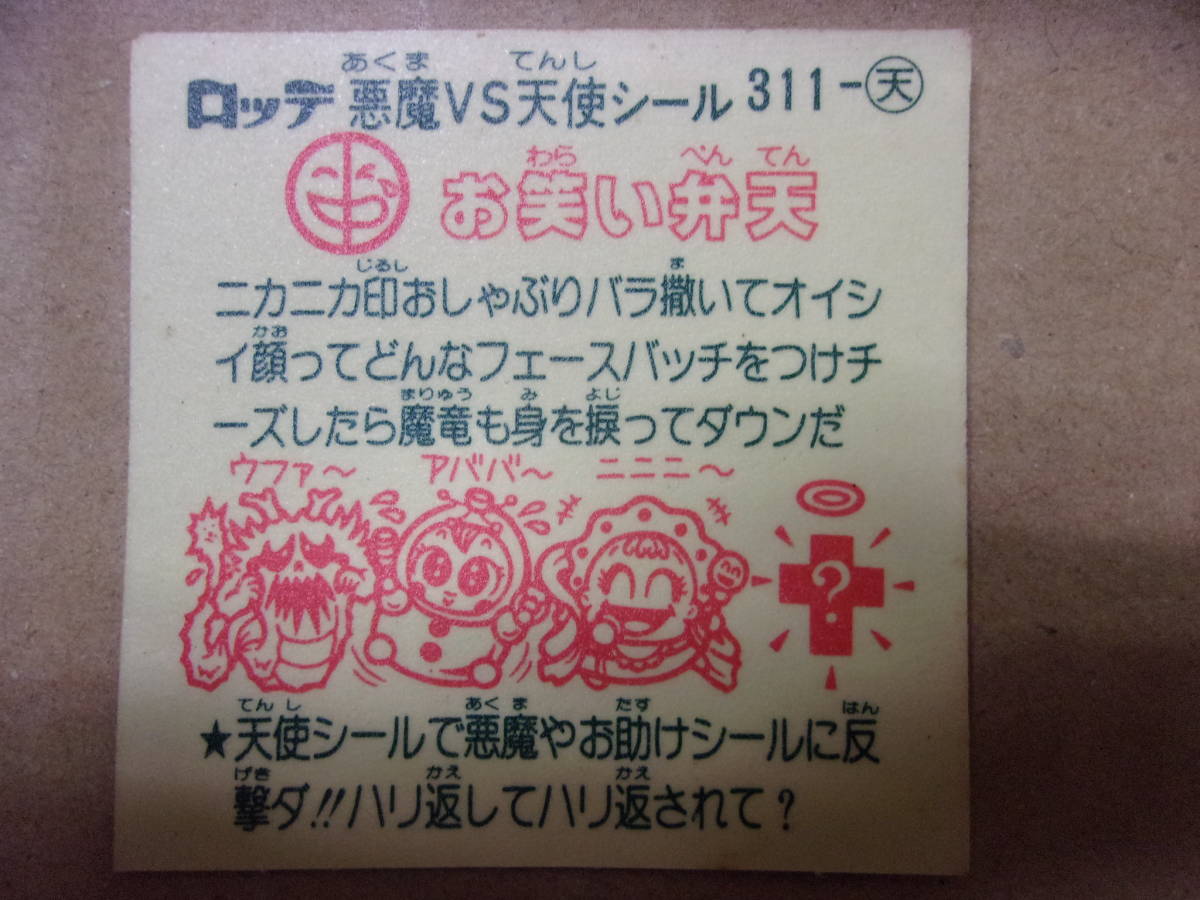 あくま てんし
ロッテ 悪魔VS天使シール 311-天
わら べん てん
お笑い弁天
じるし ま
ニカニカ印おしゃぶりバラ撒いてオイシ
かお
イ顔ってどんなフェースバッチをつけチ
まりゅう み よじ
ーズしたら魔竜も身を捩ってダウンだ
ウファ〜 アババ〜 ニニニ〜
?
てんし あくま たす はん
★天使シールで悪魔やお助けシールに反
げき かえ かえ
撃ダ!!ハリ返してハリ返されて?